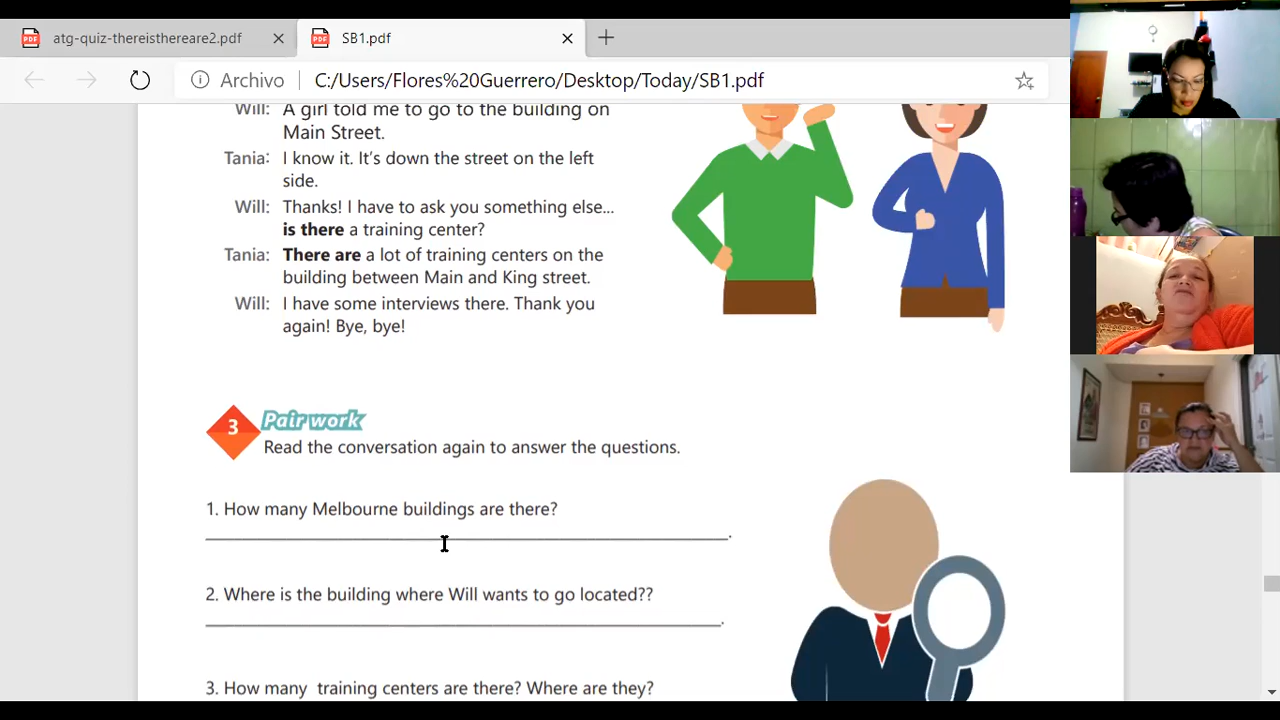 atg-quiz-thereisthereare2.pdf
SB1.pdf
Archivo
C:/Users/Flores%20Guerrero/Desktop/Today/SB1.pdf
Will: A girl told me to go to the building on
Main Street.
Tania: I know it. It's down the street on the left
side.
Will: Thanks! I have to ask you something else...
is there a training center?
Tania: There are a lot of training centers on the
building between Main and King street.
Will: I have some interviews there. Thank you
again! Bye, bye!
3 Pair work
Read the conversation again to answer the questions.
1. How many Melbourne buildings are there?
2. Where is the building where Will wants to go located??
3. How many training centers are there? Where are they?